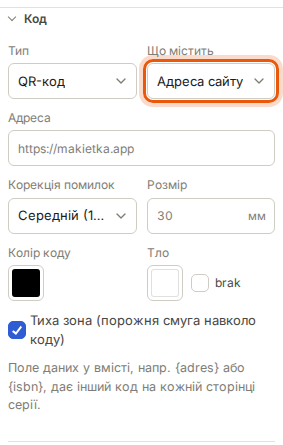 Код
Тип
Що містить
QR-код
Адреса сайту
Адреса
https://makietka.app
Корекція помилок
Розмір
Середній (1...
30
мм
Колір коду
Тло
brak
Тиха зона (порожня смуга навколо
коду)
Поле даних у вмісті, напр. {adres} або
{isbn}, дає інший код на кожній сторінці
серії.